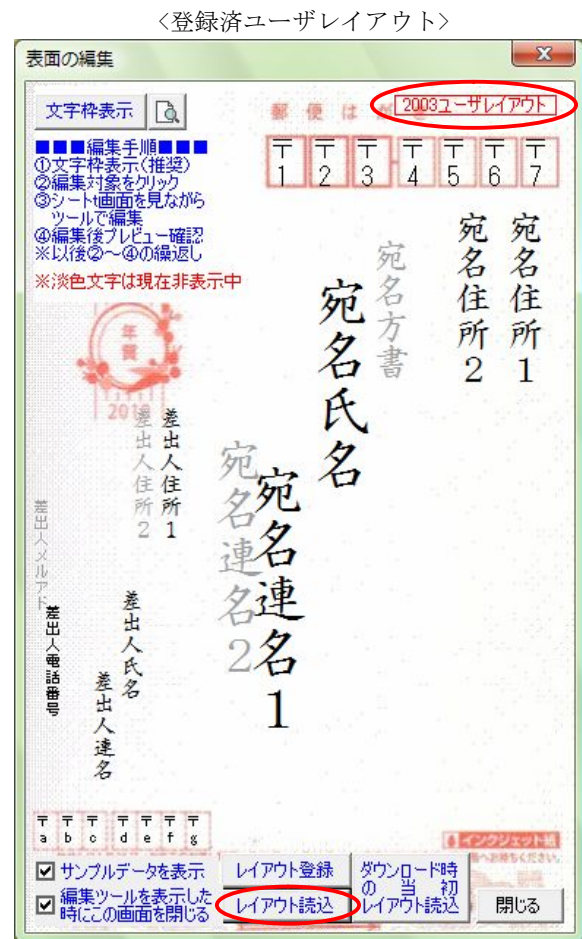 <登録済ユーザレイアウト>
表面の編集
文字枠表示
郵便は
2003ユーザレイアウト
■■■編集手順■■■
①文字枠表示(推奨)
②編集対象をクリック
③シートt画面を見ながら
ツールで編集
④編集後プレビュー確認
※以後②～④の繰返し
※淡色文字は現在非表示中
〒 〒 〒 〒 〒 〒 〒
1 2 3 4 5 6 7
宛名住所1
宛名住所2
宛名方書
宛名氏名
宛名連名1
宛名連名2
年賀
2010
差出人住所1
差出人住所2
差出人氏名
差出人連名
差出人電話番号
差出人メルアド
〒 〒 〒 〒 〒 〒 〒
a b c d e f g
インクジェット紙
サンプルデータを表示
編集ツールを表示した
時にこの画面を閉じる
レイアウト登録
レイアウト読込
ダウンロード時
の当初
レイアウト読込
閉じる